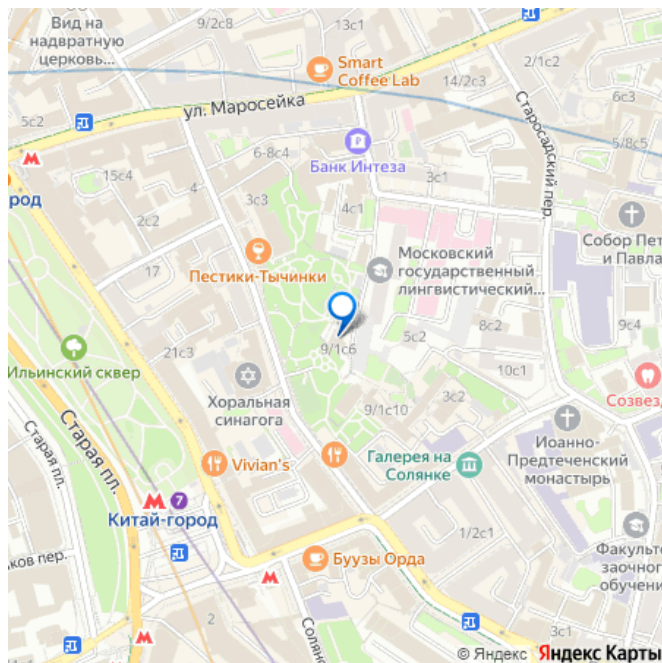 Вид на
надвратную
церковь...
9/2с8
13с1
Smart
Coffee Lab
14/2с3
2/1с2
6с3
5с2
ул. Маросейка
Старосадский пер.
5/8с5
15с4
6-8с4
Банк Интеза
3с1
род
2с2
3с3
4с1
Собор Пет
и Павла
17
Пестики-Тычинки
Московский
государственный
лингвистический...
21с3
9/1с6
5с2
8с2
9с4
Ильинский сквер
10с1
Хоральная
синагога
9/1с10
3с2
Созвезд
Старая пл.
Старая пл.
Vivian's
Галерея на
Солянке
Иоанно-
Предтеченский
монастырь
7
Китай-город
1/2с1
ков пер.
Буузы Орда
Факульте
заочного
обучени
2
Солян
3с1
© Яндекс Яндекс Карты